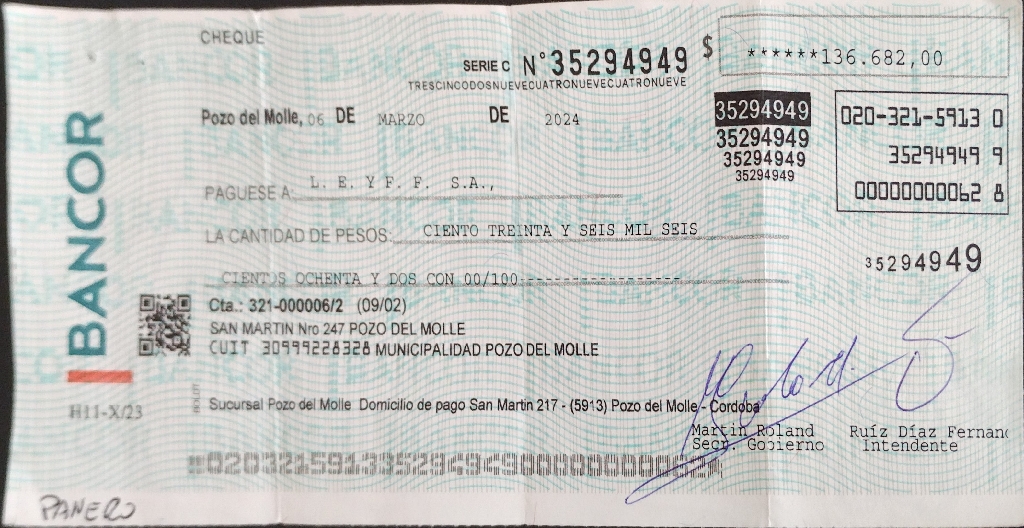 CHEQUE
SERIE C N°35294949
$ ******136.682,00
TRESCINCODOSNUEVECUATRONUEVECUATRONUEVE
Pozo del Molle, 06 DE MARZO DE 2024
35294949
35294949
35294949
35294949
020-321-5913 0
35294949 9
00000000062 8
PAGUESE A: L. E. Y F. F. S.A.,
LA CANTIDAD DE PESOS: CIENTO TREINTA Y SEIS MIL SEIS
CIENTOS OCHENTA Y DOS CON 00/100-----------------
35294949
BANCOR
Cta.: 321-000006/2 (09/02)
SAN MARTIN Nro 247 POZO DEL MOLLE
CUIT 30999228328 MUNICIPALIDAD POZO DEL MOLLE
H11-X/23
Sucursal Pozo del Molle Domicilio de pago San Martin 217 - (5913) Pozo del Molle - Cordoba
Martin Roland
Secr. Gobierno
Ruíz Díaz Fernan
Intendente
PANERO